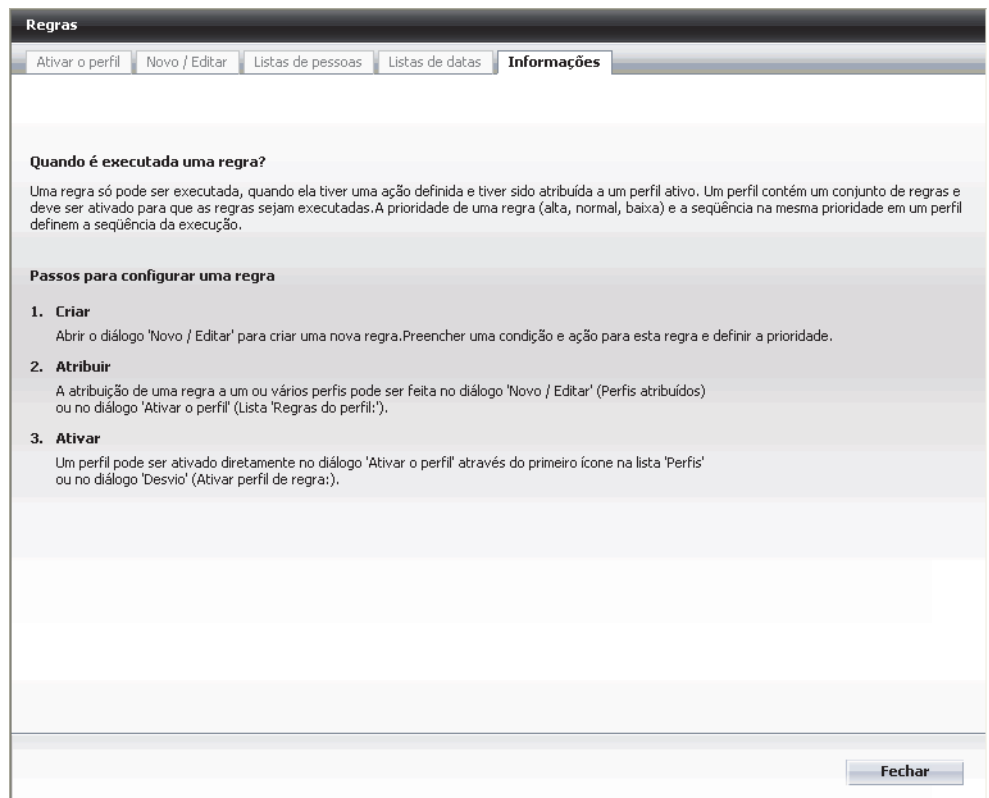 Regras
Ativar o perfil Novo / Editar Listas de pessoas Listas de datas Informações
Quando é executada uma regra?
Uma regra só pode ser executada, quando ela tiver uma ação definida e tiver sido atribuída a um perfil ativo. Um perfil contém um conjunto de regras e
deve ser ativado para que as regras sejam executadas.A prioridade de uma regra (alta, normal, baixa) e a seqüência na mesma prioridade em um perfil
definem a seqüência da execução.
Passos para configurar uma regra
1. Criar
Abrir o diálogo 'Novo / Editar' para criar uma nova regra.Preencher uma condição e ação para esta regra e definir a prioridade.
2. Atribuir
A atribuição de uma regra a um ou vários perfis pode ser feita no diálogo 'Novo / Editar' (Perfis atribuídos)
ou no diálogo 'Ativar o perfil' (Lista 'Regras do perfil:').
3. Ativar
Um perfil pode ser ativado diretamente no diálogo 'Ativar o perfil' através do primeiro ícone na lista 'Perfis'
ou no diálogo 'Desvio' (Ativar perfil de regra:).
Fechar